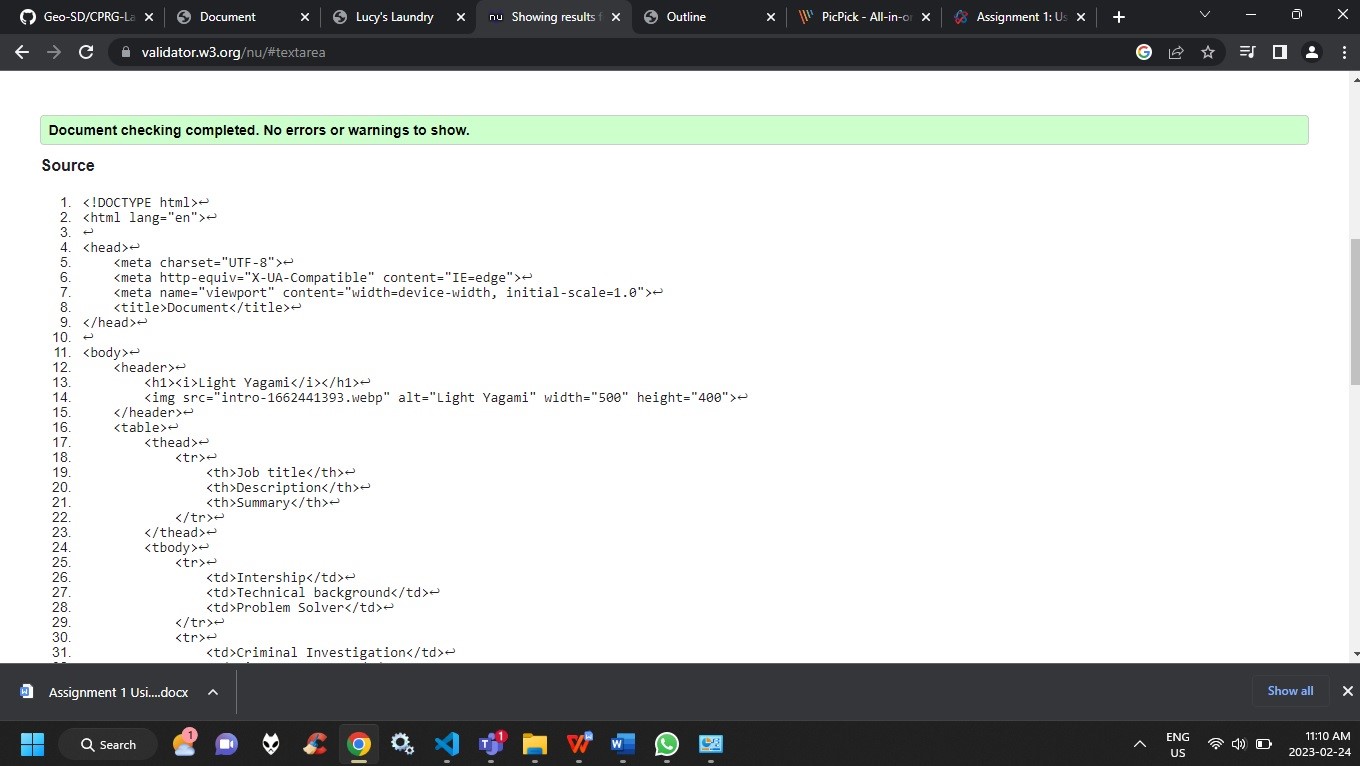 Geo-SD/CPRG-La
Document
Lucy's Laundry
nu Showing results f
Outline
PicPick - All-in-o
Assignment 1: Us
validator.w3.org/nu/#textarea
Document checking completed. No errors or warnings to show.
Source
1. <!DOCTYPE html>↩
2. <html lang="en">↩
3. ↩
4. <head>↩
5. <meta charset="UTF-8">↩
6. <meta http-equiv="X-UA-Compatible" content="IE=edge">↩
7. <meta name="viewport" content="width=device-width, initial-scale=1.0">↩
8. <title>Document</title>↩
9. </head>↩
10. ↩
11. <body>↩
12. <header>↩
13. <h1><i>Light Yagami</i></h1>↩
14. <img src="intro-1662441393.webp" alt="Light Yagami" width="500" height="400">↩
15. </header>↩
16. <table>↩
17. <thead>↩
18. <tr>↩
19. <th>Job title</th>↩
20. <th>Description</th>↩
21. <th>Summary</th>↩
22. </tr>↩
23. </thead>↩
24. <tbody>↩
25. <tr>↩
26. <td>Intership</td>↩
27. <td>Technical background</td>↩
28. <td>Problem Solver</td>↩
29. </tr>↩
30. <tr>↩
31. <td>Criminal Investigation</td>↩
Assignment 1 Usi....docx
Show all
Search
1
1
ENG
US
11:10 AM
2023-02-24